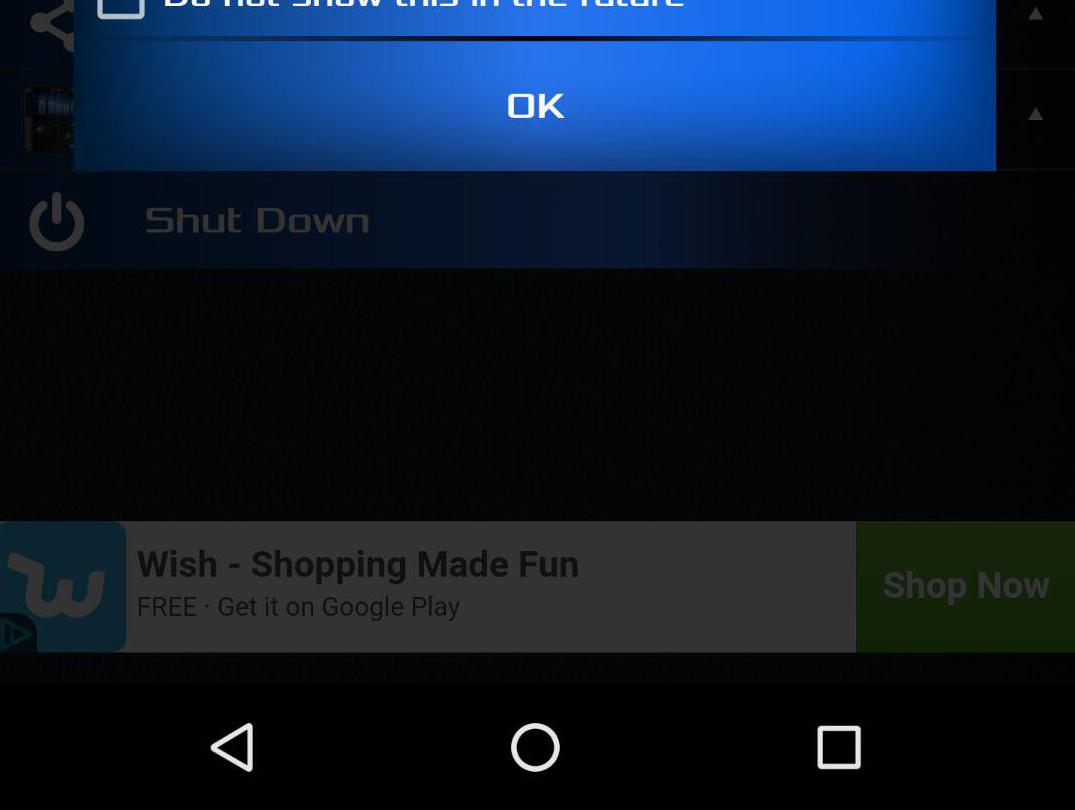 Do not show this in the future
OK
Shut Down
Wish - Shopping Made Fun
FREE · Get it on Google Play
Shop Now